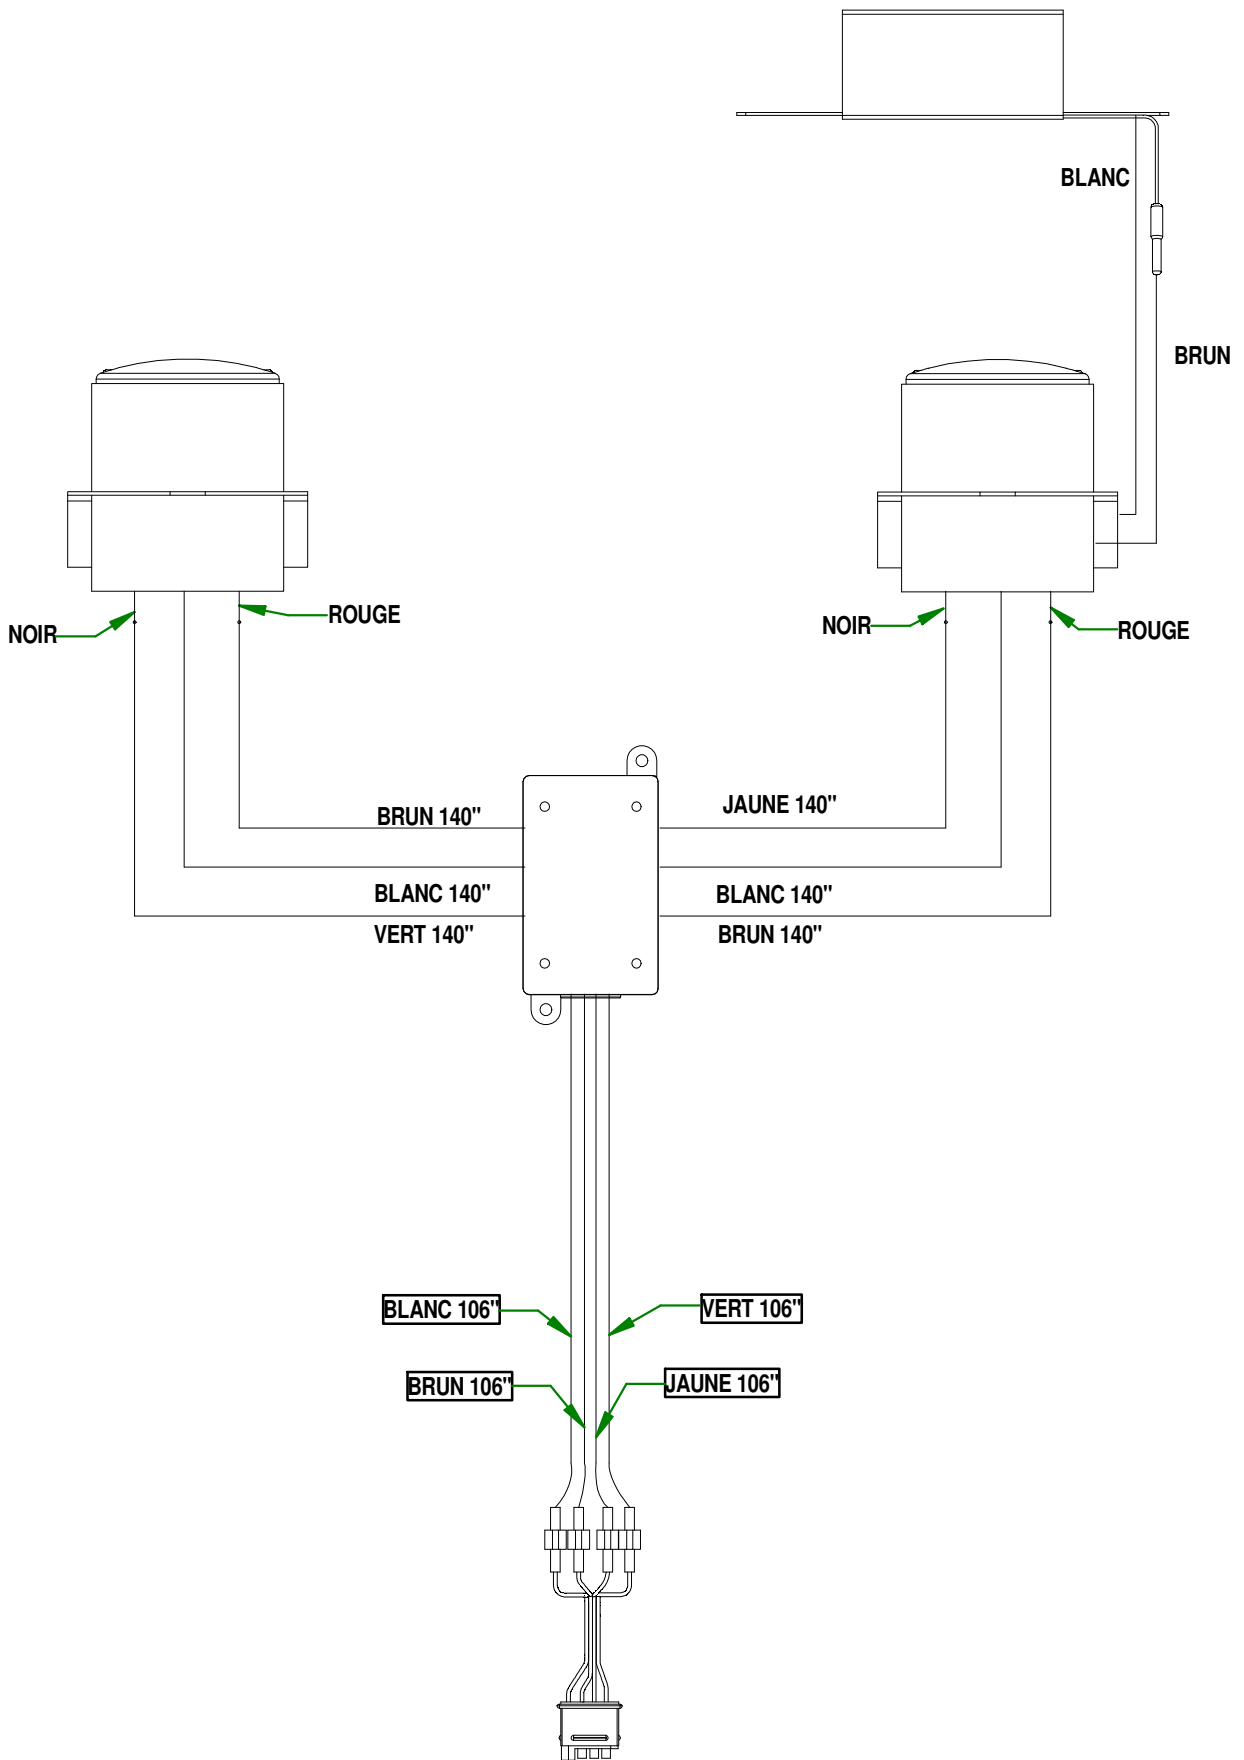 BLANC
BRUN
NOIR
ROUGE
NOIR
ROUGE
BRUN 140"
JAUNE 140"
BLANC 140"
BLANC 140"
VERT 140"
BRUN 140"
BLANC 106"
VERT 106"
BRUN 106"
JAUNE 106"